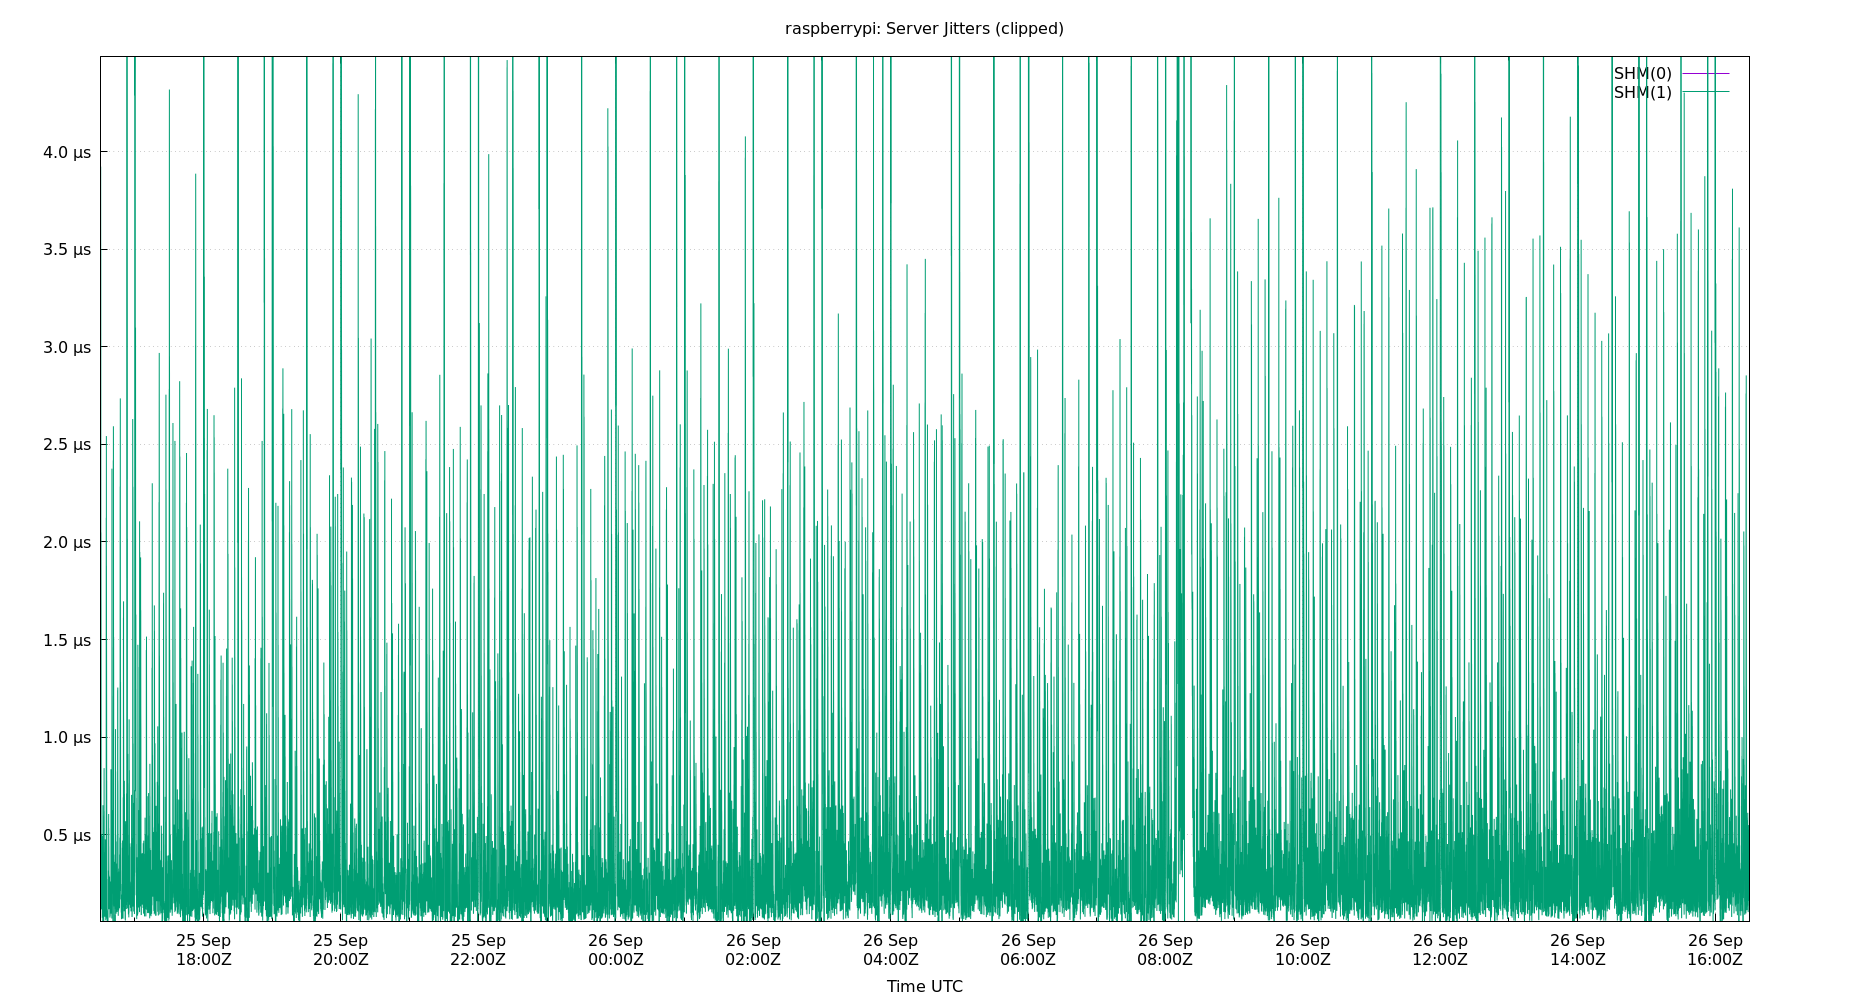 raspberrypi: Server Jitters (clipped)
SHM(0)
SHM(1)
4.0 μs
3.5 μs
3.0 μs
2.5 μs
2.0 μs
1.5 μs
1.0 μs
0.5 μs
25 Sep 25 Sep 25 Sep 26 Sep 26 Sep 26 Sep 26 Sep 26 Sep 26 Sep 26 Sep 26 Sep 26 Sep
18:00Z 20:00Z 22:00Z 00:00Z 02:00Z 04:00Z 06:00Z 08:00Z 10:00Z 12:00Z 14:00Z 16:00Z
Time UTC